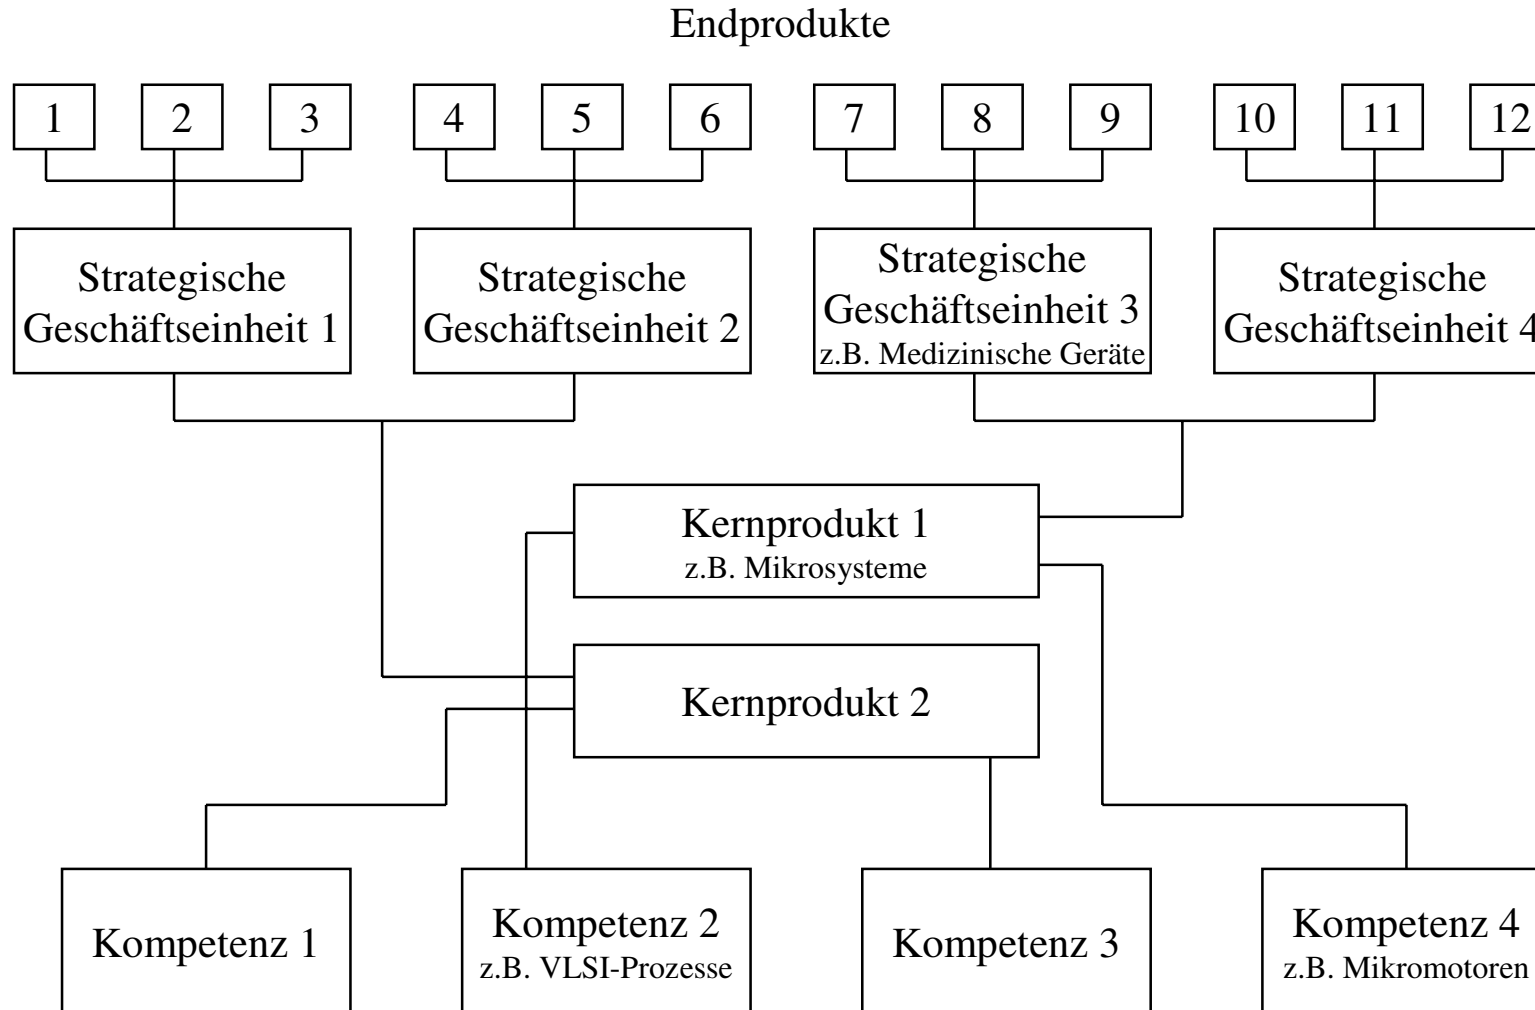 Endprodukte
1 2 3 4 5 6 7 8 9 10 11 12
Strategische
Geschäftseinheit 1
Strategische
Geschäftseinheit 2
Strategische
Geschäftseinheit 3
z.B. Medizinische Geräte
Strategische
Geschäftseinheit 4
Kernprodukt 1
z.B. Mikrosysteme
Kernprodukt 2
Kompetenz 1
Kompetenz 2
z.B. VLSI-Prozesse
Kompetenz 3
Kompetenz 4
z.B. Mikromotoren